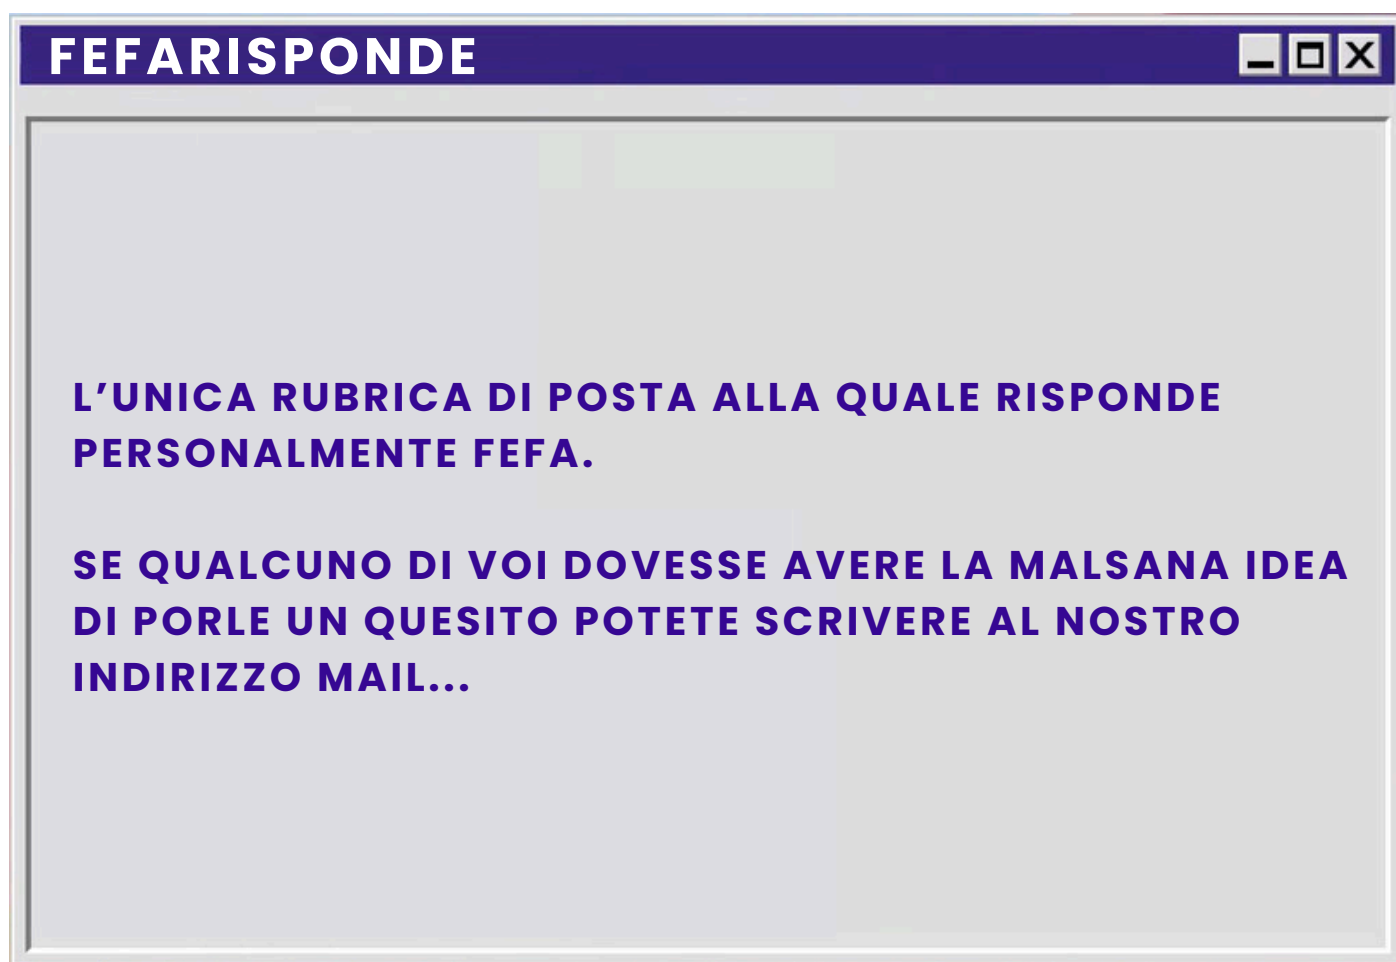 FEFARISPONDE
L’UNICA RUBRICA DI POSTA ALLA QUALE RISPONDE
PERSONALMENTE FEFA.
SE QUALCUNO DI VOI DOVESSE AVERE LA MALSANA IDEA
DI PORLE UN QUESITO POTETE SCRIVERE AL NOSTRO
INDIRIZZO MAIL...